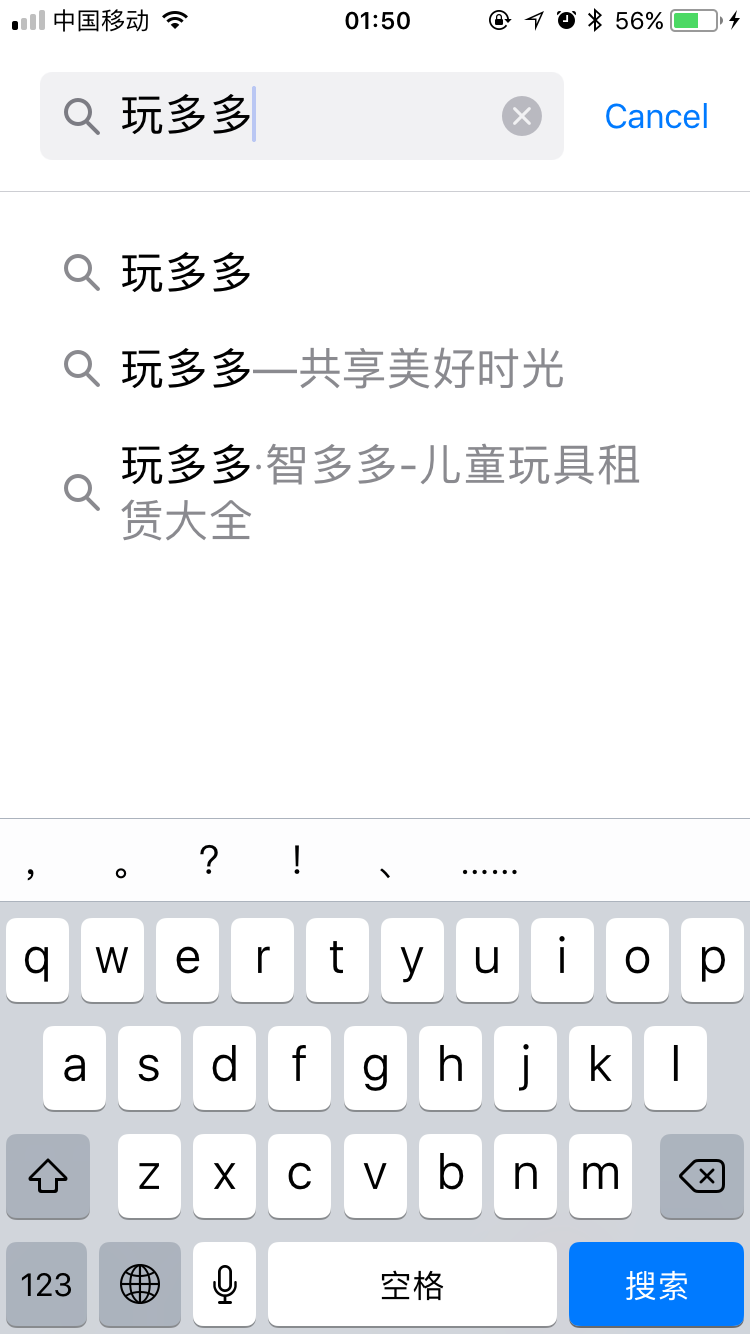 中国移动 01:50 56%
玩多多 Cancel
玩多多
玩多多—共享美好时光
玩多多·智多多-儿童玩具租
赁大全
， 。 ？ ！ 、 ……
q w e r t y u i o p
a s d f g h j k l
z x c v b n m
123 空格 搜索